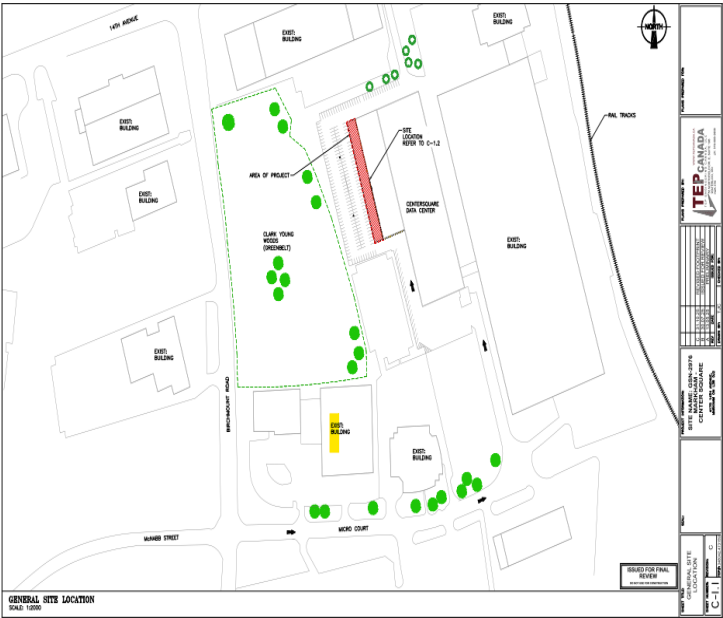 14TH AVENUE
EXIST:
BUILDING
EXIST:
BUILDING
NORTH
RAIL TRACKS
EXIST:
BUILDING
SITE
LOCATION
REFER TO C-1.2
AREA OF PROJECT
EXIST:
BUILDING
CENTERSQUARE
DATA CENTER
CLARK YOUNG
WOODS
(GREENBELT)
EXIST:
BUILDING
EXIST:
BUILDING
BIRCHMOUNT ROAD
EXIST:
BUILDING
EXIST:
BUILDING
MICRO COURT
McNABB STREET
ISSUED FOR FINAL
REVIEW
GENERAL SITE LOCATION
SCALE: 1:2000
TEP
CANADA
SITE NAME: GSN-2976
MARKHAM
CENTER SQUARE
GENERAL SITE
LOCATION
C-1.1
C